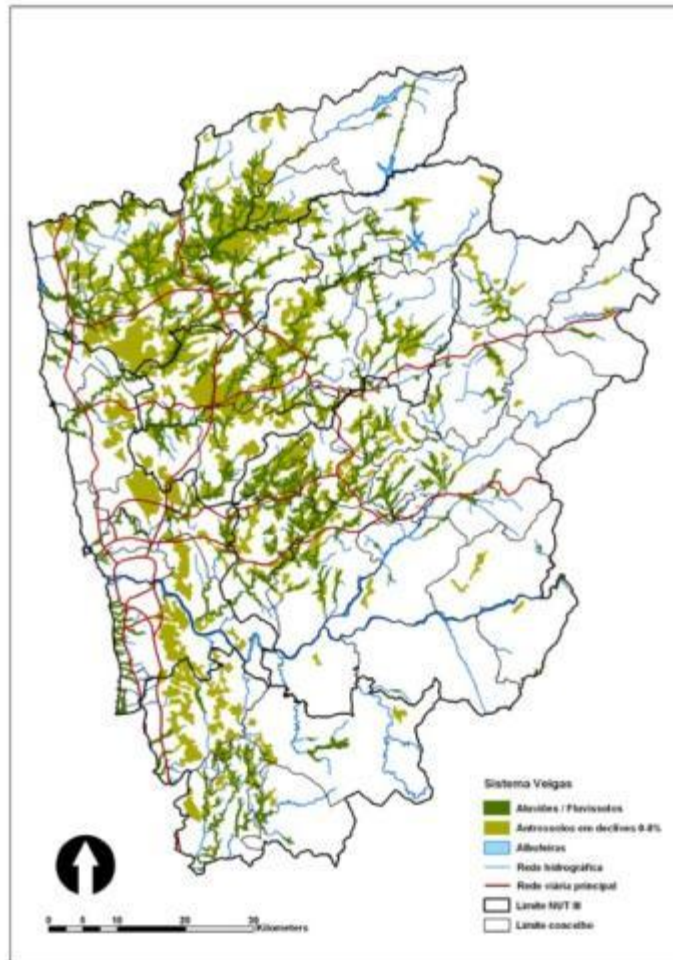 Sistema Veigas
Aluviões / Fluvissolos
Antrossolos em declives 0-8%
Albufeiras
Rede hidrográfica
Rede viária principal
Limite NUT III
Limite concelho
0 5 10 20 30
Kilometers